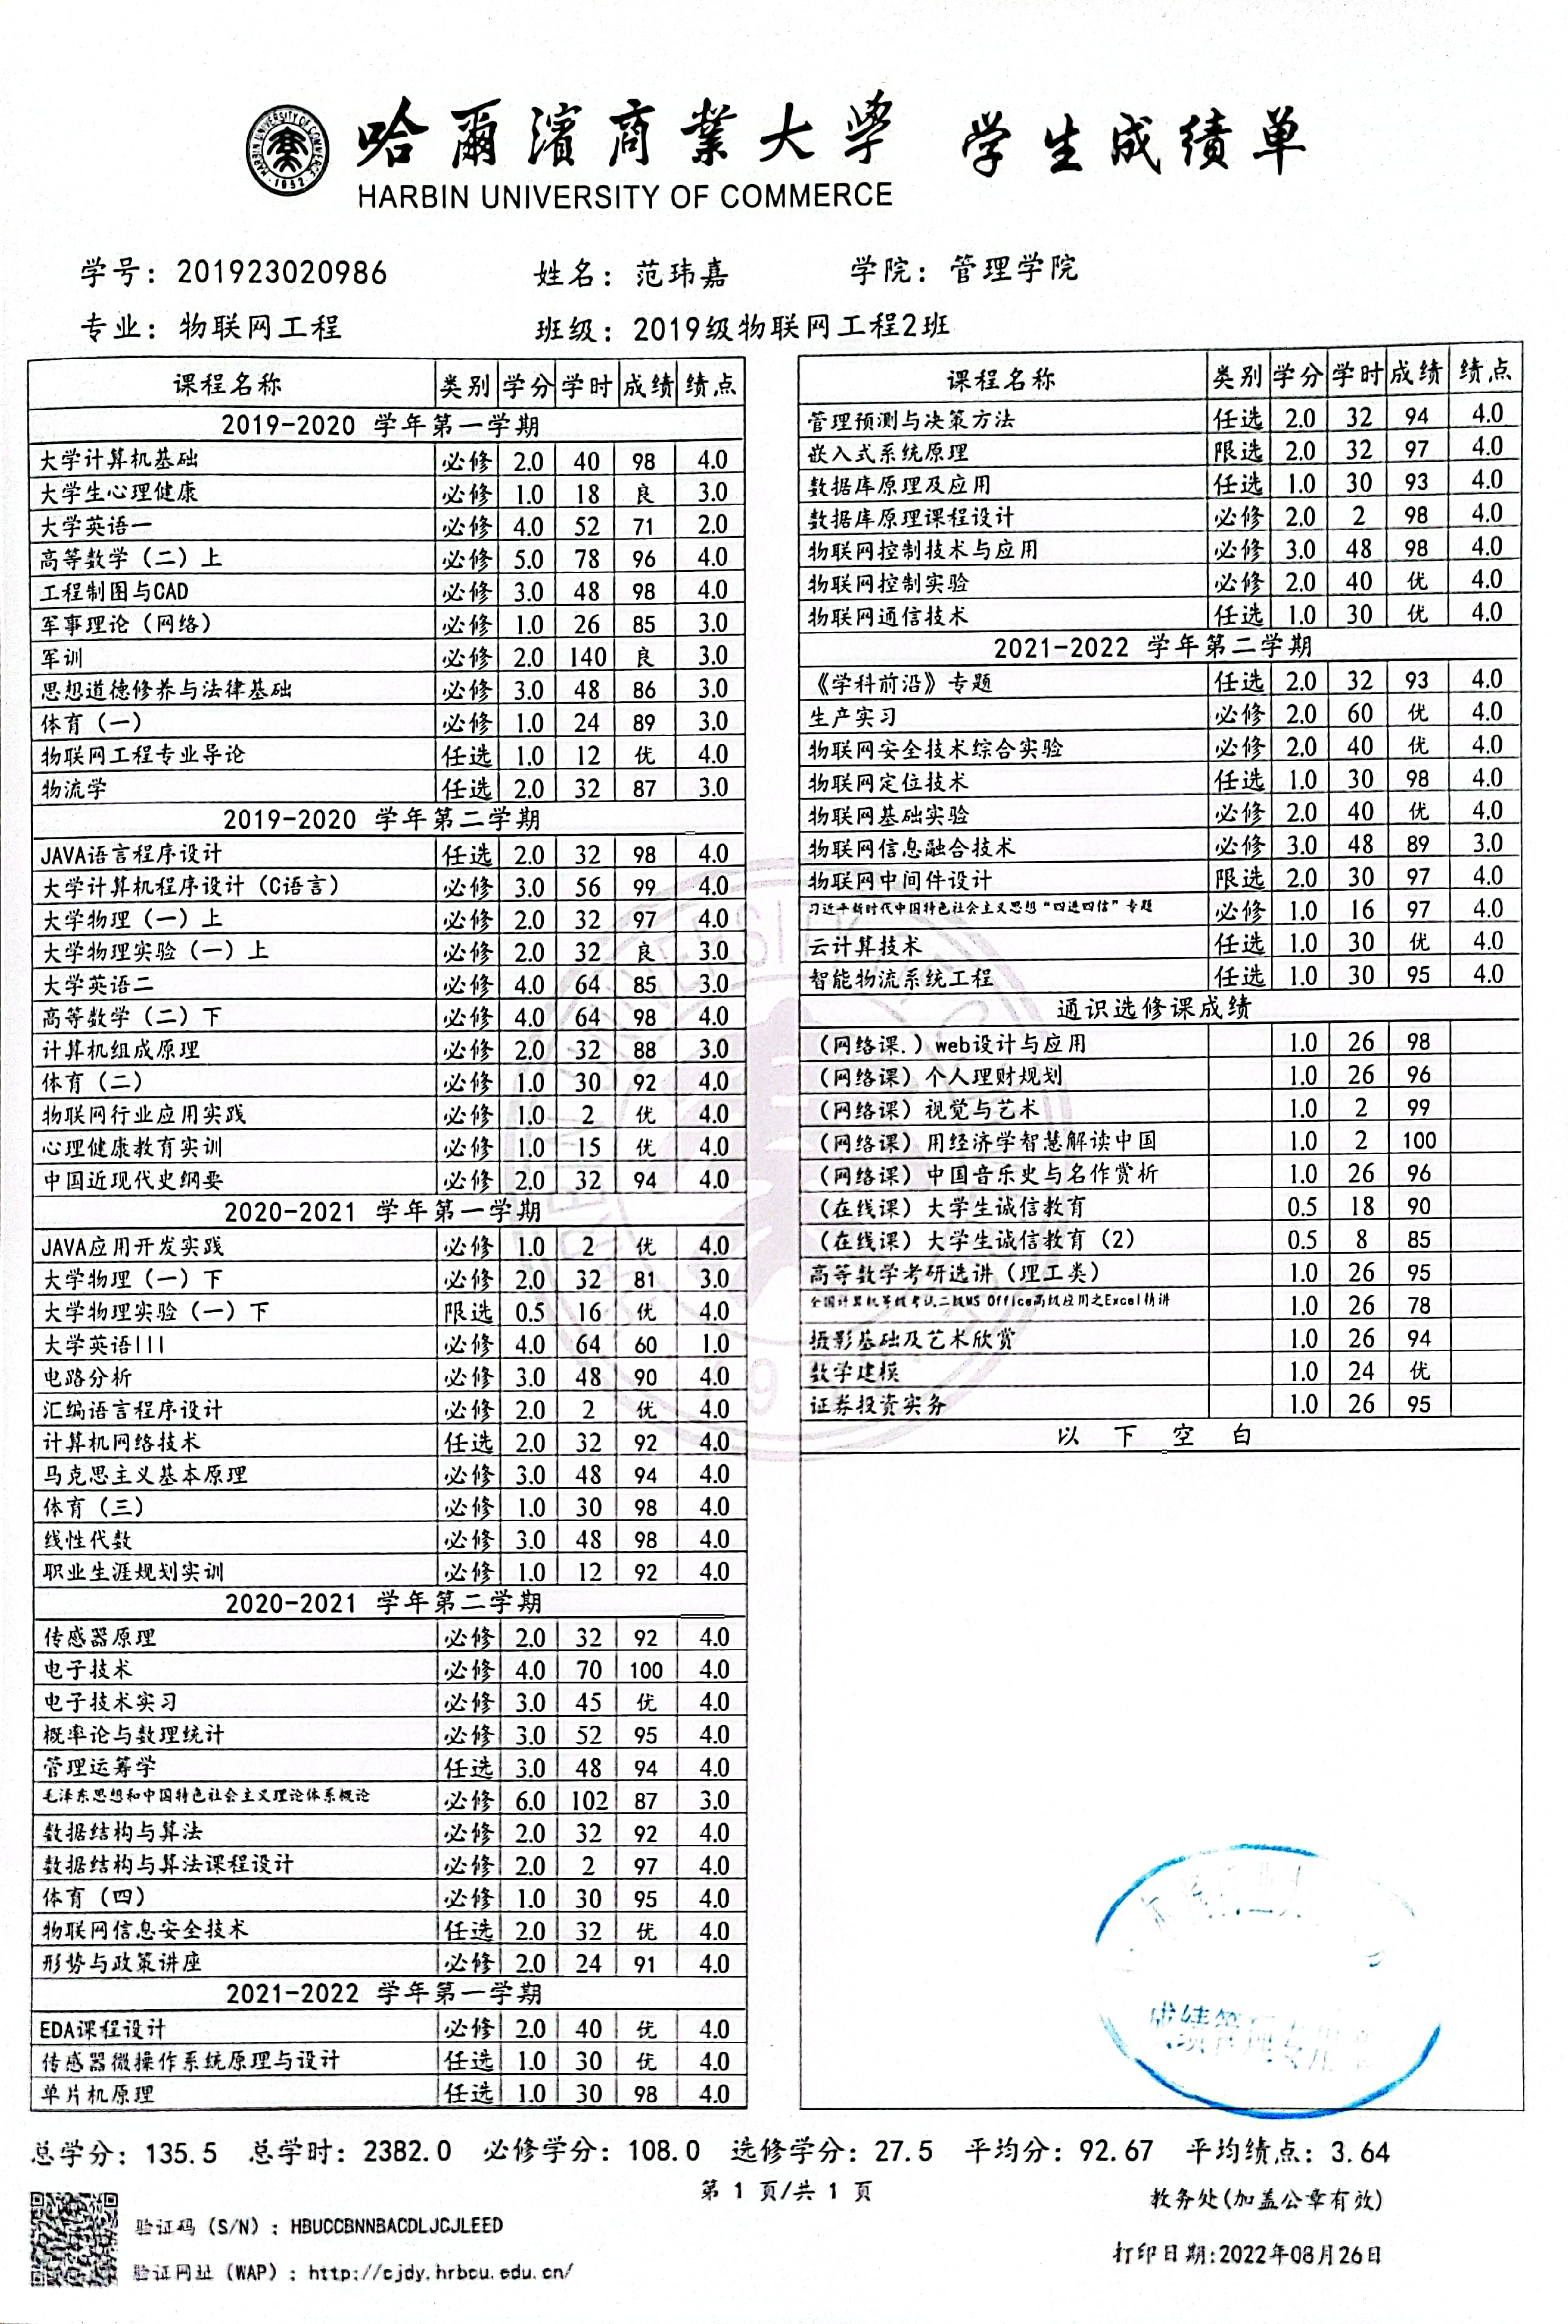 哈爾濱商業大學 学生成绩单
HARBIN UNIVERSITY OF COMMERCE
HARBIN UNIVERSITY OF COMMERCE
1952
学号：201923020986 姓名：范玮嘉 学院：管理学院
专业：物联网工程 班级：2019级物联网工程2班
课程名称 类别 学分 学时 成绩 绩点
2019-2020 学年第一学期
大学计算机基础 必修 2.0 40 98 4.0
大学生心理健康 必修 1.0 18 良 3.0
大学英语一 必修 4.0 52 71 2.0
高等数学（二）上 必修 5.0 78 96 4.0
工程制图与CAD 必修 3.0 48 98 4.0
军事理论（网络） 必修 1.0 26 85 3.0
军训 必修 2.0 140 良 3.0
思想道德修养与法律基础 必修 3.0 48 86 3.0
体育（一） 必修 1.0 24 89 3.0
物联网工程专业导论 任选 1.0 12 优 4.0
物流学 任选 2.0 32 87 3.0
2019-2020 学年第二学期
JAVA语言程序设计 任选 2.0 32 98 4.0
大学计算机程序设计（C语言） 必修 3.0 56 99 4.0
大学物理（一）上 必修 2.0 32 97 4.0
大学物理实验（一）上 必修 2.0 32 良 3.0
大学英语二 必修 4.0 64 85 3.0
高等数学（二）下 必修 4.0 64 98 4.0
计算机组成原理 必修 2.0 32 88 3.0
体育（二） 必修 1.0 30 92 4.0
物联网行业应用实践 必修 1.0 2 优 4.0
心理健康教育实训 必修 1.0 15 优 4.0
中国近现代史纲要 必修 2.0 32 94 4.0
2020-2021 学年第一学期
JAVA应用开发实践 必修 1.0 2 优 4.0
大学物理（一）下 必修 2.0 32 81 3.0
大学物理实验（一）下 限选 0.5 16 优 4.0
大学英语III 必修 4.0 64 60 1.0
电路分析 必修 3.0 48 90 4.0
汇编语言程序设计 必修 2.0 2 优 4.0
计算机网络技术 任选 2.0 32 92 4.0
马克思主义基本原理 必修 3.0 48 94 4.0
体育（三） 必修 1.0 30 98 4.0
线性代数 必修 3.0 48 98 4.0
职业生涯规划实训 必修 1.0 12 92 4.0
2020-2021 学年第二学期
传感器原理 必修 2.0 32 92 4.0
电子技术 必修 4.0 70 100 4.0
电子技术实习 必修 3.0 45 优 4.0
概率论与数理统计 必修 3.0 52 95 4.0
管理运筹学 任选 3.0 48 94 4.0
毛泽东思想和中国特色社会主义理论体系概论 必修 6.0 102 87 3.0
数据结构与算法 必修 2.0 32 92 4.0
数据结构与算法课程设计 必修 2.0 2 97 4.0
体育（四） 必修 1.0 30 95 4.0
物联网信息安全技术 任选 2.0 32 优 4.0
形势与政策讲座 必修 2.0 24 91 4.0
2021-2022 学年第一学期
EDA课程设计 必修 2.0 40 优 4.0
传感器微操作系统原理与设计 任选 1.0 30 优 4.0
单片机原理 任选 1.0 30 98 4.0
课程名称 类别 学分 学时 成绩 绩点
管理预测与决策方法 任选 2.0 32 94 4.0
嵌入式系统原理 限选 2.0 32 97 4.0
数据库原理及应用 任选 1.0 30 93 4.0
数据库原理课程设计 必修 2.0 2 98 4.0
物联网控制技术与应用 必修 3.0 48 98 4.0
物联网控制实验 必修 2.0 40 优 4.0
物联网通信技术 任选 1.0 30 优 4.0
2021-2022 学年第二学期
《学科前沿》专题 任选 2.0 32 93 4.0
生产实习 必修 2.0 60 优 4.0
物联网安全技术综合实验 必修 2.0 40 优 4.0
物联网定位技术 任选 1.0 30 98 4.0
物联网基础实验 必修 2.0 40 优 4.0
物联网信息融合技术 必修 3.0 48 89 3.0
物联网中间件设计 限选 2.0 30 97 4.0
习近平新时代中国特色社会主义思想“四进四信”专题 必修 1.0 16 97 4.0
云计算技术 任选 1.0 30 优 4.0
智能物流系统工程 任选 1.0 30 95 4.0
通识选修课成绩
（网络课.）web设计与应用 1.0 26 98
（网络课）个人理财规划 1.0 26 96
（网络课）视觉与艺术 1.0 2 99
（网络课）用经济学智慧解读中国 1.0 2 100
（网络课）中国音乐史与名作赏析 1.0 26 96
（在线课）大学生诚信教育 0.5 18 90
（在线课）大学生诚信教育（2） 0.5 8 85
高等数学考研选讲（理工类） 1.0 26 95
全国计算机等级考试二级MS Office高级应用之Excel精讲 1.0 26 78
摄影基础及艺术欣赏 1.0 26 94
数学建模 1.0 24 优
证券投资实务 1.0 26 95
以 下 空 白
总学分：135.5 总学时：2382.0 必修学分：108.0 选修学分：27.5 平均分：92.67 平均绩点：3.64
第 1 页/共 1 页
教务处(加盖公章有效)
验证码（S/N）：HBUCCBNNBACDLJCJLEED
验证网址（WAP）：http://cjdy.hrbcu.edu.cn/
打印日期:2022年08月26日